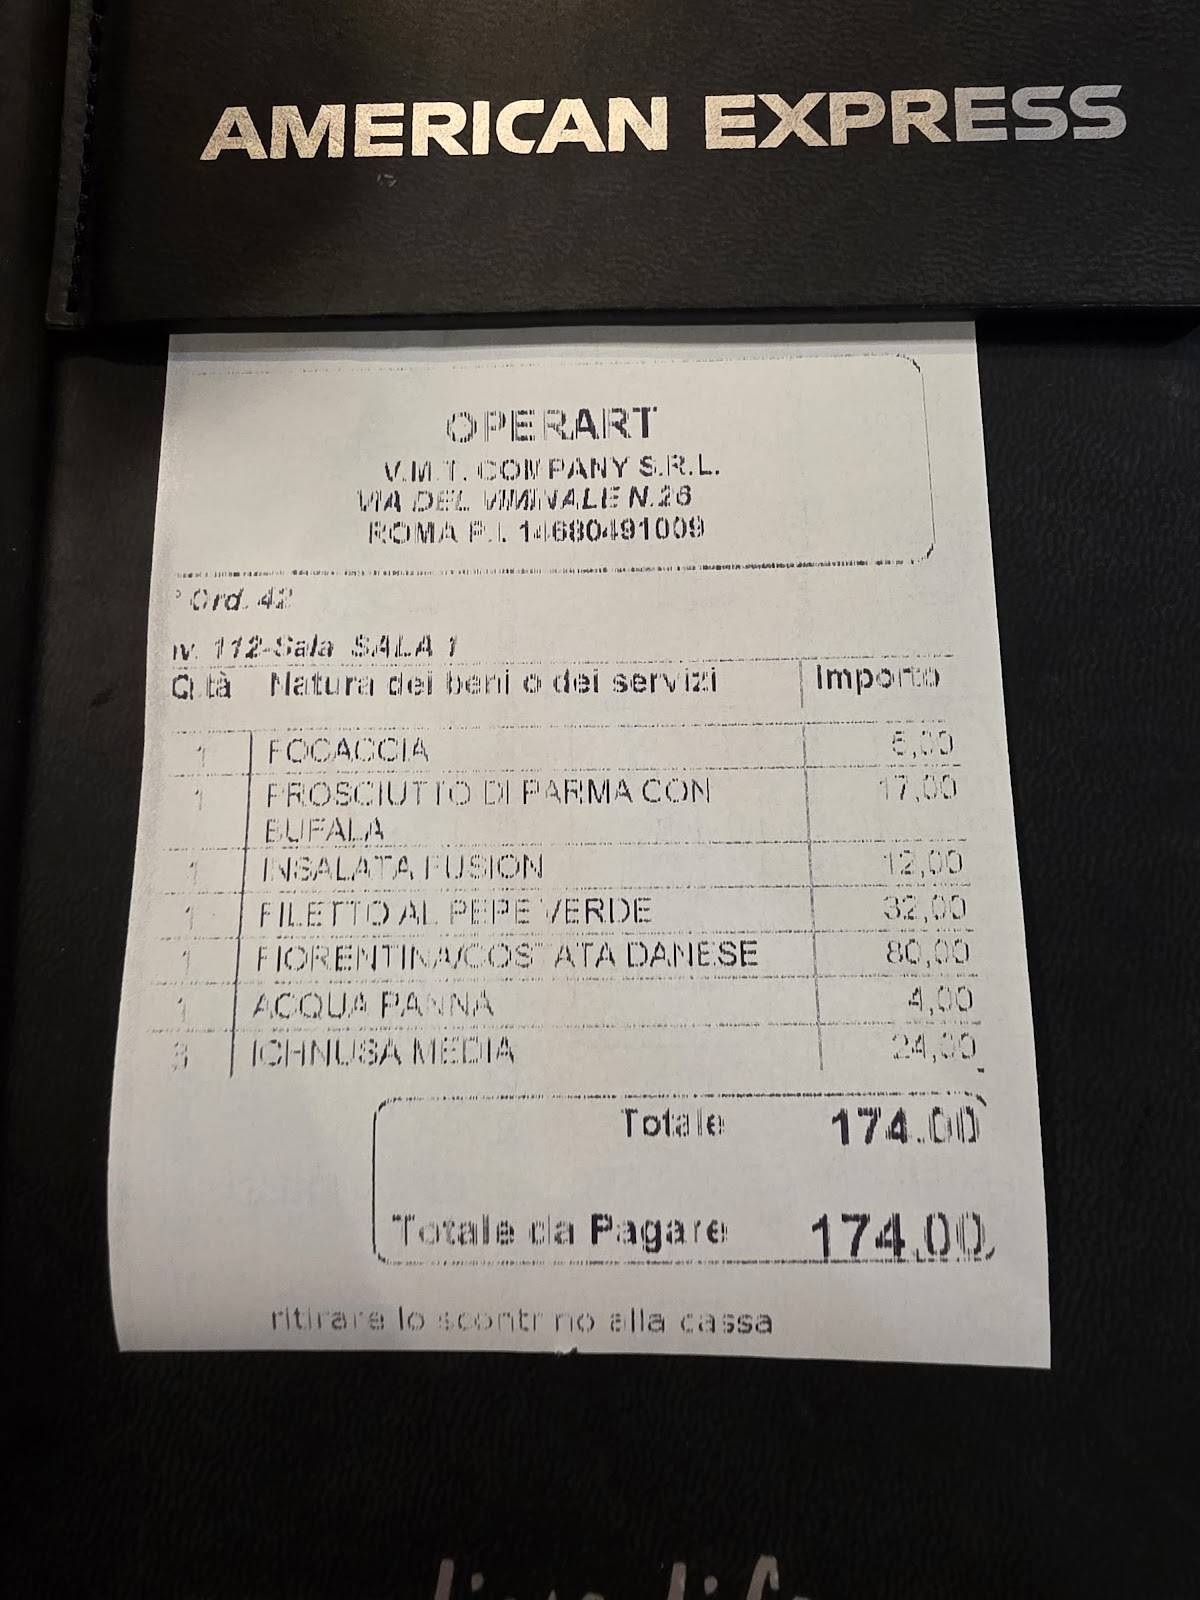 AMERICAN EXPRESS
OPERART
V.M.T. COMPANY S.R.L.
VIA DEL VIMINALE N.26
ROMA P.I. 14680491009
° Ord. 42
iv. 112-Sala SALA 1
Q.tà Natura dei beni o dei servizi Importo
1 FOCACCIA 5,00
1 PROSCIUTTO DI PARMA CON 17,00
BUFALA
1 INSALATA FUSION 12,00
1 FILETTO AL PEPE VERDE 32,00
1 FIORENTINA/COSTATA DANESE 80,00
1 ACQUA PANNA 4,00
3 ICHNUSA MEDIA 24,00
Totale 174.00
Totale da Pagare 174.00
ritirare lo scontrino alla cassa